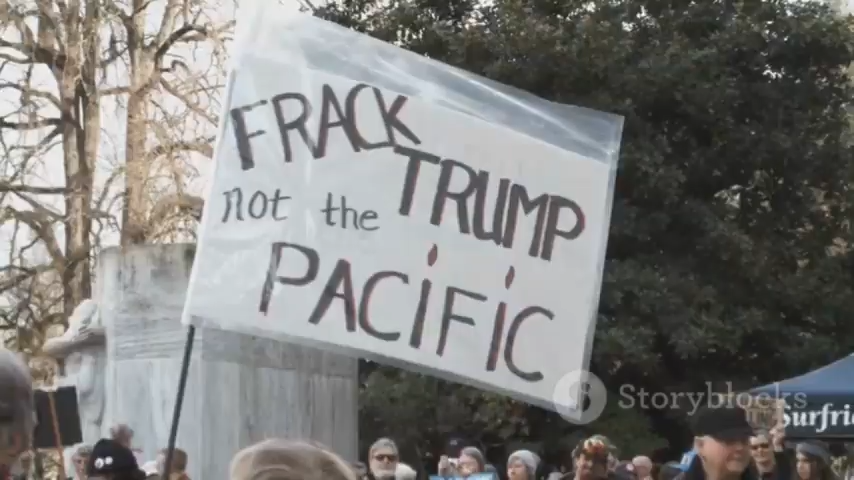 FRACK
TRUMP
not the
PACIFIC
Storyblocks
Surfri